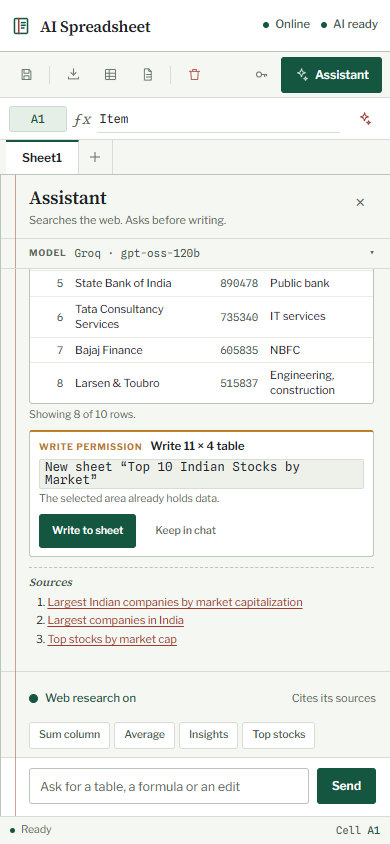 AI Spreadsheet
Online
AI ready
Assistant
A1
ƒx
Item
Sheet1
+
Assistant
Searches the web. Asks before writing.
MODEL Groq · gpt-oss-120b
5 State Bank of India 890478 Public bank
6 Tata Consultancy Services 735340 IT services
7 Bajaj Finance 605835 NBFC
8 Larsen & Toubro 515837 Engineering, construction
Showing 8 of 10 rows.
WRITE PERMISSION Write 11 × 4 table
New sheet “Top 10 Indian Stocks by
Market”
The selected area already holds data.
Write to sheet
Keep in chat
Sources
1. Largest Indian companies by market capitalization
2. Largest companies in India
3. Top stocks by market cap
Web research on
Cites its sources
Sum column
Average
Insights
Top stocks
Ask for a table, a formula or an edit
Send
Ready
Cell A1